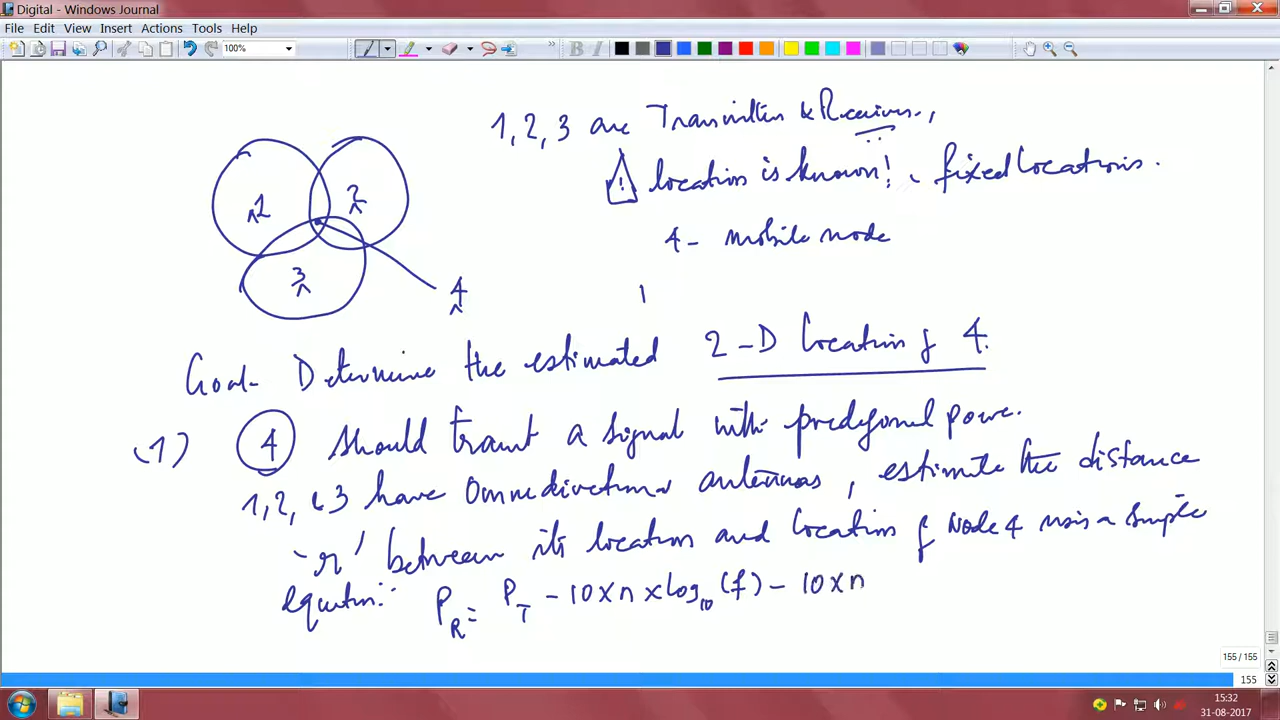 Digital - Windows Journal
File Edit View Insert Actions Tools Help
100%
1, 2, 3 are Transmitters & Receivers,
location is known! , fixed locations.
4 - mobile node
1
2
3
4
Goal- Determine the estimated 2-D location of 4.
(1) 4 should transmit a signal with predefined power.
1, 2, & 3 have Omnidirectional antennas, estimate the distance
'r' between its location and location of Node 4 using a simple
equation:- P_R = P_T - 10 x n x log_10 (f) - 10 x n
155 / 155
155
15:32
31-08-2017